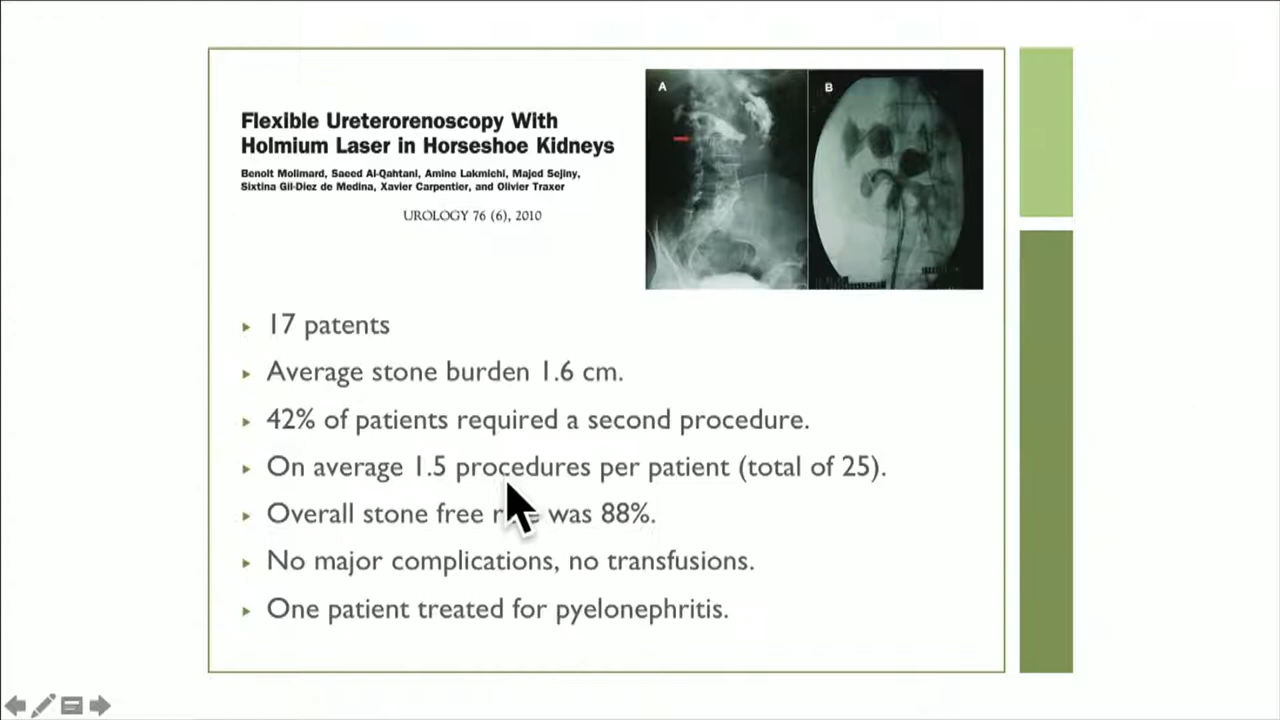 Flexible Ureterorenoscopy With
Holmium Laser in Horseshoe Kidneys
Benoit Molimard, Saeed Al-Qahtani, Amine Lakmichi, Majed Sejiny,
Sixtina Gil-Diez de Medina, Xavier Carpentier, and Olivier Traxer
UROLOGY 76 (6), 2010
A
B
17 patents
Average stone burden 1.6 cm.
42% of patients required a second procedure.
On average 1.5 procedures per patient (total of 25).
Overall stone free was 88%.
No major complications, no transfusions.
One patient treated for pyelonephritis.